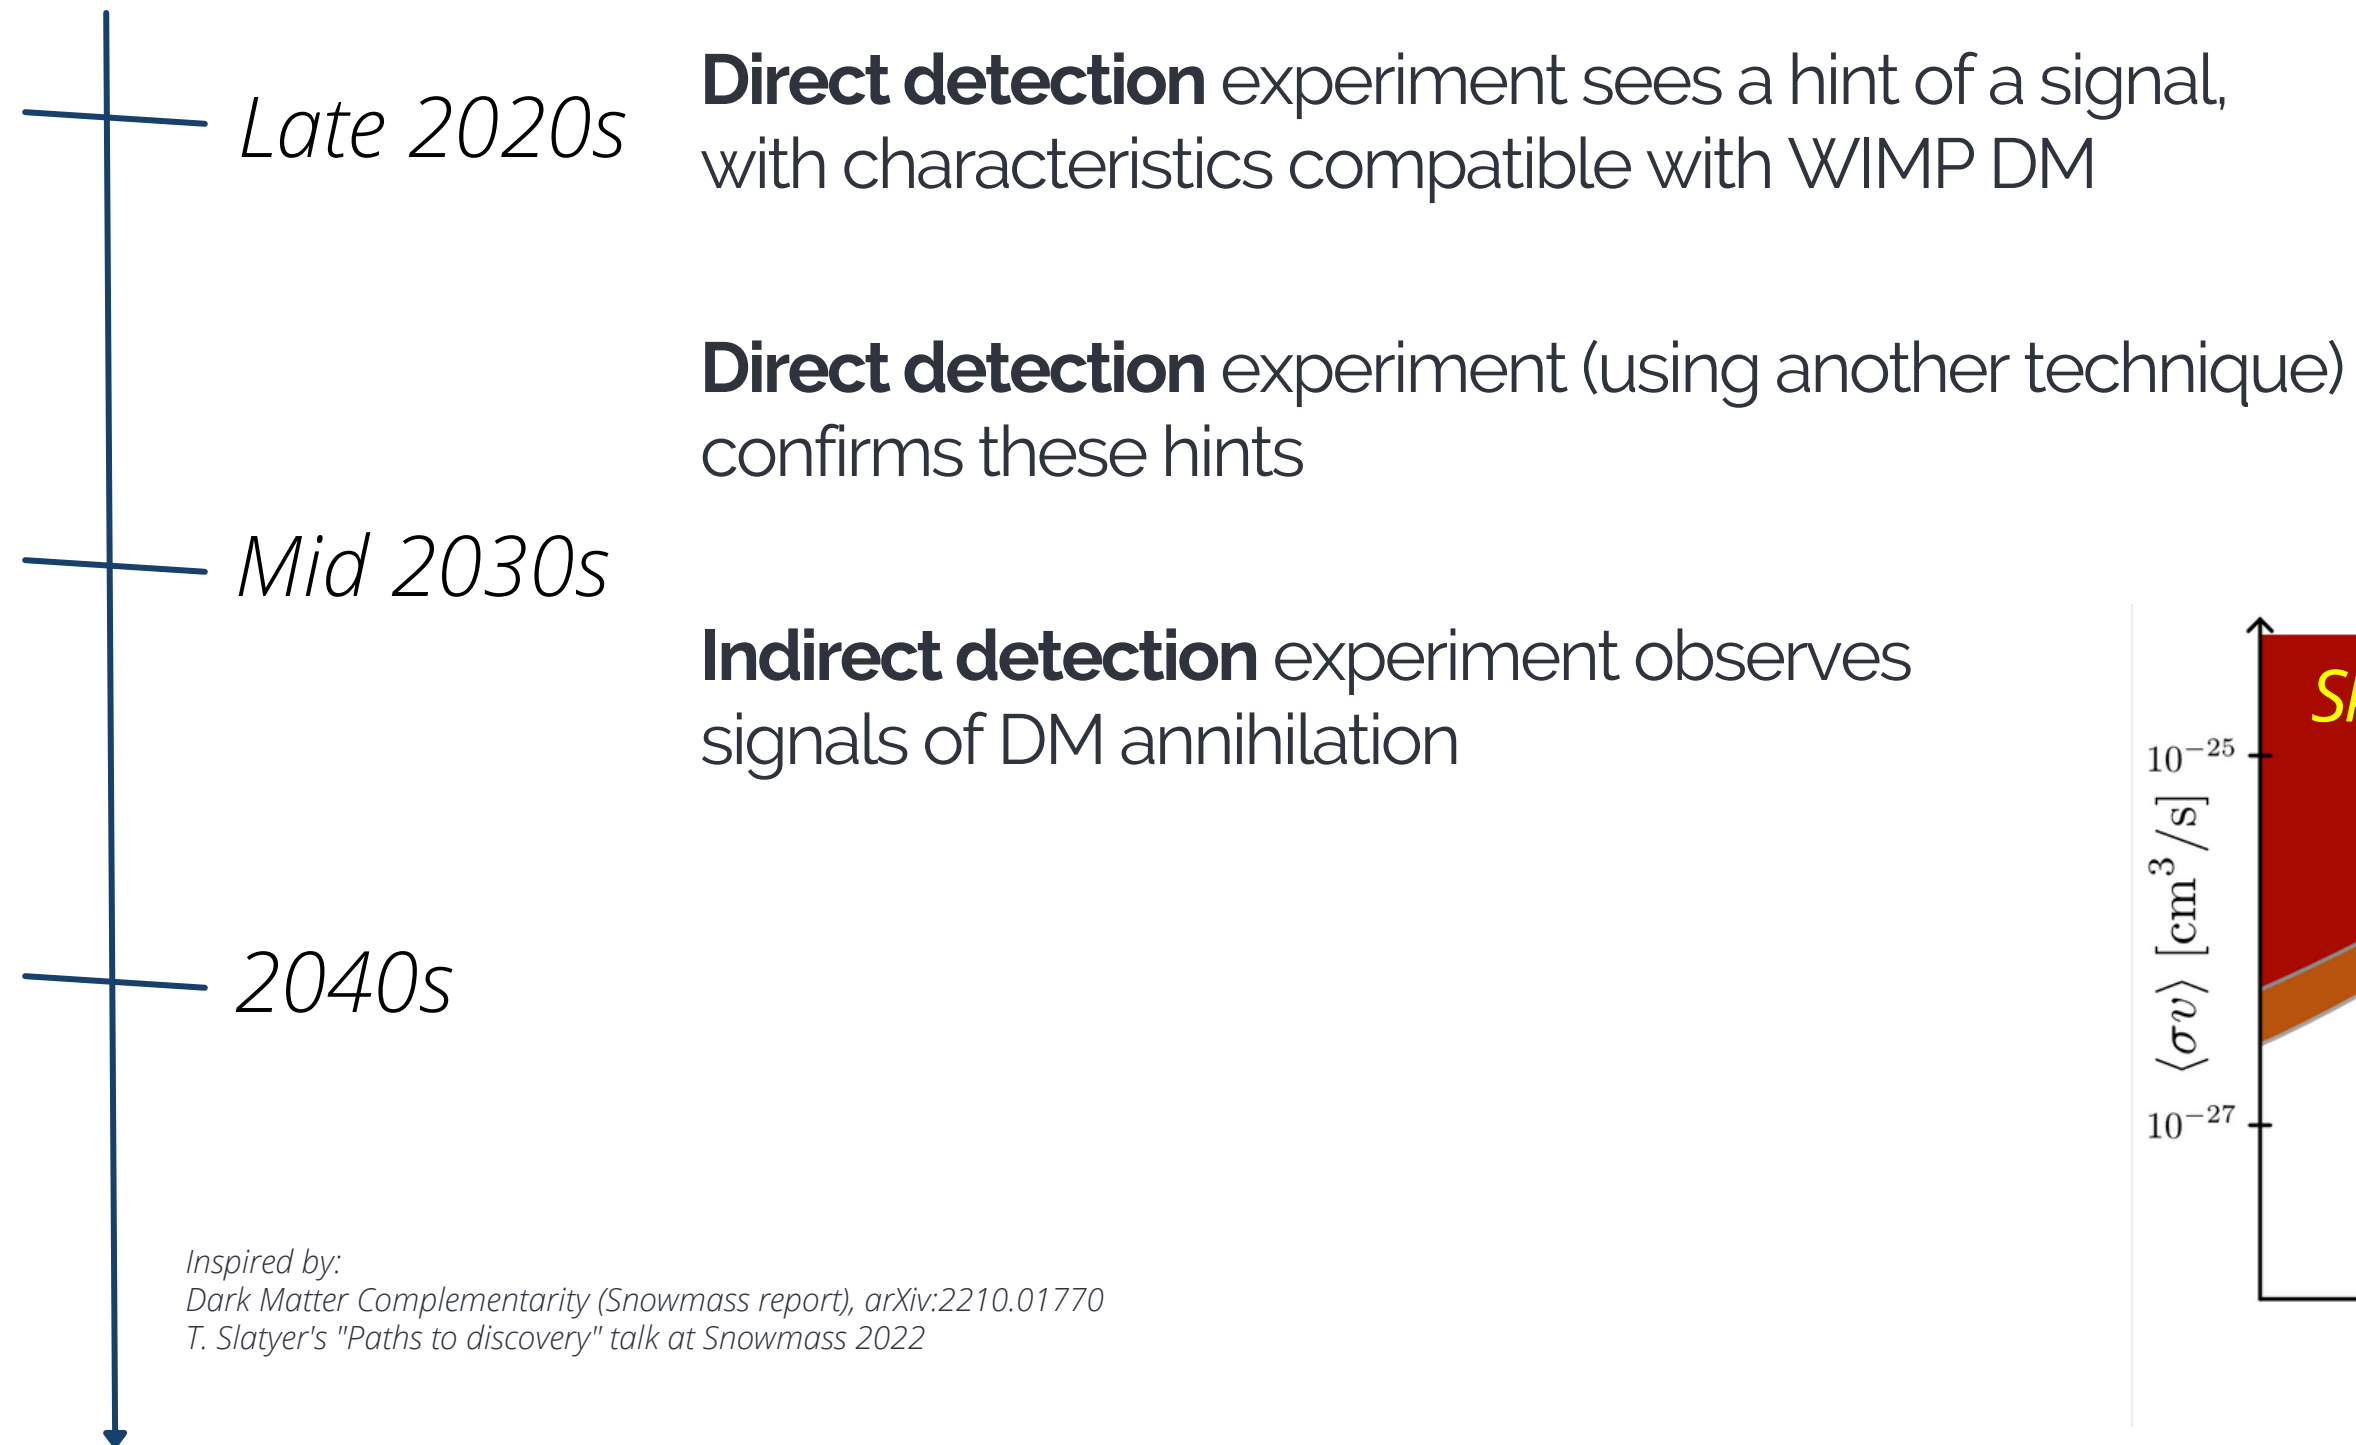 Late 2020s
Direct detection experiment sees a hint of a signal,
with characteristics compatible with WIMP DM
Direct detection experiment (using another technique)
confirms these hints
Mid 2030s
Indirect detection experiment observes
signals of DM annihilation
2040s
10⁻²⁵
⟨σv⟩ [cm³/s]
10⁻²⁷
Inspired by:
Dark Matter Complementarity (Snowmass report), arXiv:2210.01770
T. Slatyer's "Paths to discovery" talk at Snowmass 2022